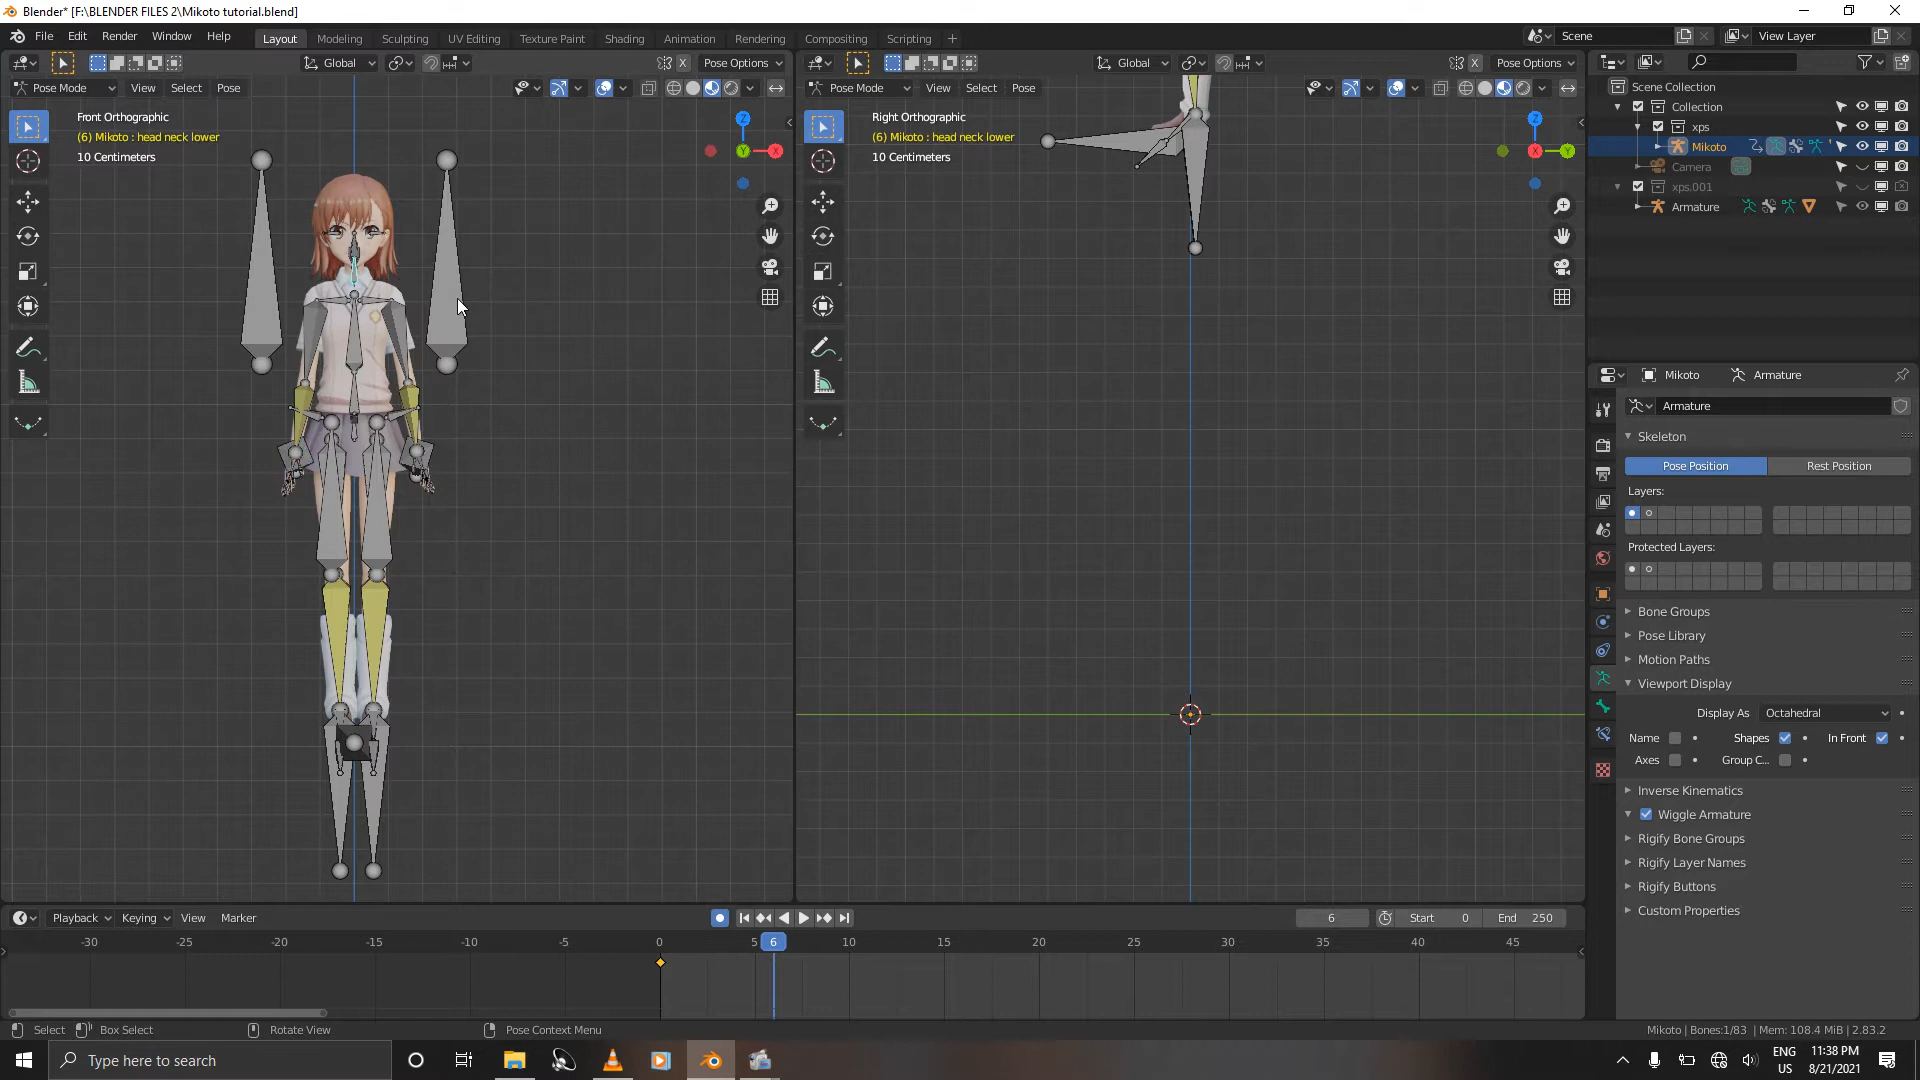 Blender* [F:\BLENDER FILES 2\Mikoto tutorial.blend]
File Edit Render Window Help
Layout Modeling Sculpting UV Editing Texture Paint Shading Animation Rendering Compositing Scripting
Scene
View Layer
Global
Pose Options
Global
Pose Options
Pose Mode View Select Pose
Pose Mode View Select Pose
Front Orthographic
(6) Mikoto : head neck lower
10 Centimeters
Right Orthographic
(6) Mikoto : head neck lower
10 Centimeters
Scene Collection
Collection
xps
Mikoto
Camera
xps.001
Armature
Mikoto
Armature
Armature
Skeleton
Pose Position
Rest Position
Layers:
Protected Layers:
Bone Groups
Pose Library
Motion Paths
Viewport Display
Display As Octahedral
Name Shapes In Front
Axes Group C...
Inverse Kinematics
Wiggle Armature
Rigify Bone Groups
Rigify Layer Names
Rigify Buttons
Custom Properties
Playback Keying View Marker
6 Start 0 End 250
-30 -25 -20 -15 -10 -5 0 5 6 10 15 20 25 30 35 40 45
Select Box Select Rotate View Pose Context Menu
Mikoto | Bones:1/83 | Mem: 108.4 MiB | 2.83.2
Type here to search
ENG
US
11:38 PM
8/21/2021